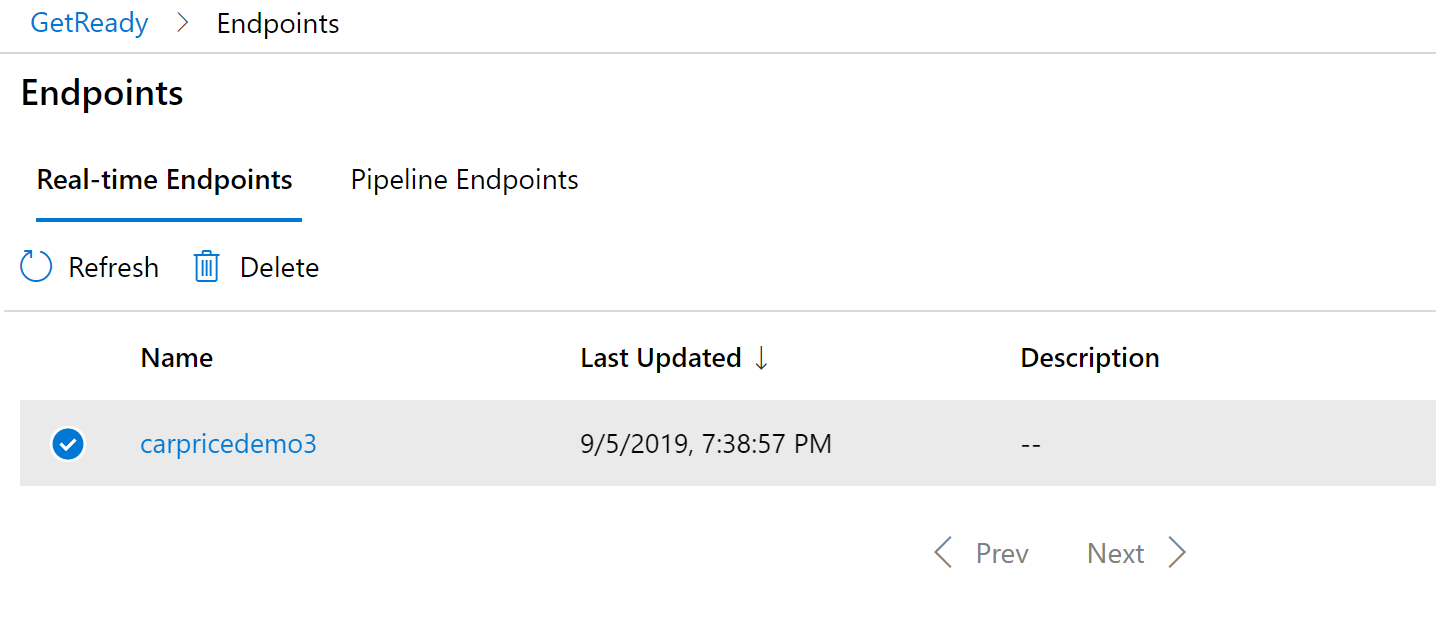 GetReady > Endpoints
Endpoints
Real-time Endpoints Pipeline Endpoints
Refresh Delete
Name Last Updated ↓ Description
carpricedemo3 9/5/2019, 7:38:57 PM --
< Prev Next >